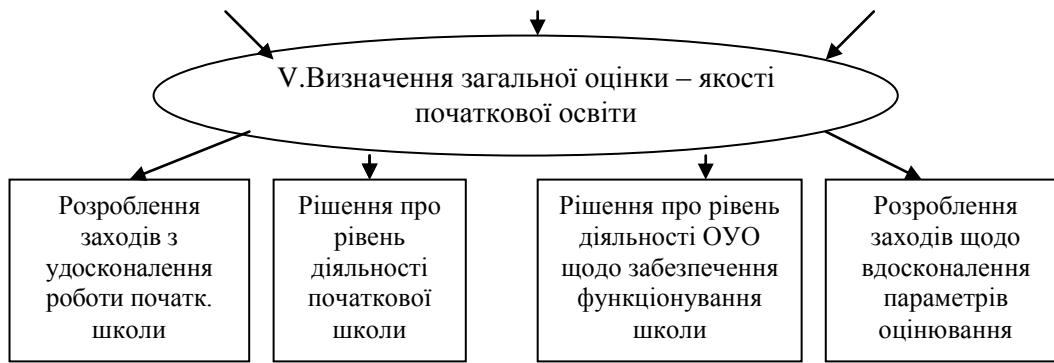 V.Визначення загальної оцінки – якості
початкової освіти
Розроблення
заходів з
удосконалення
роботи початк.
школи
Рішення про
рівень
діяльності
початкової
школи
Рішення про рівень
діяльності ОУО
щодо забезпечення
функціонування
школи
Розроблення
заходів щодо
вдосконалення
параметрів
оцінювання